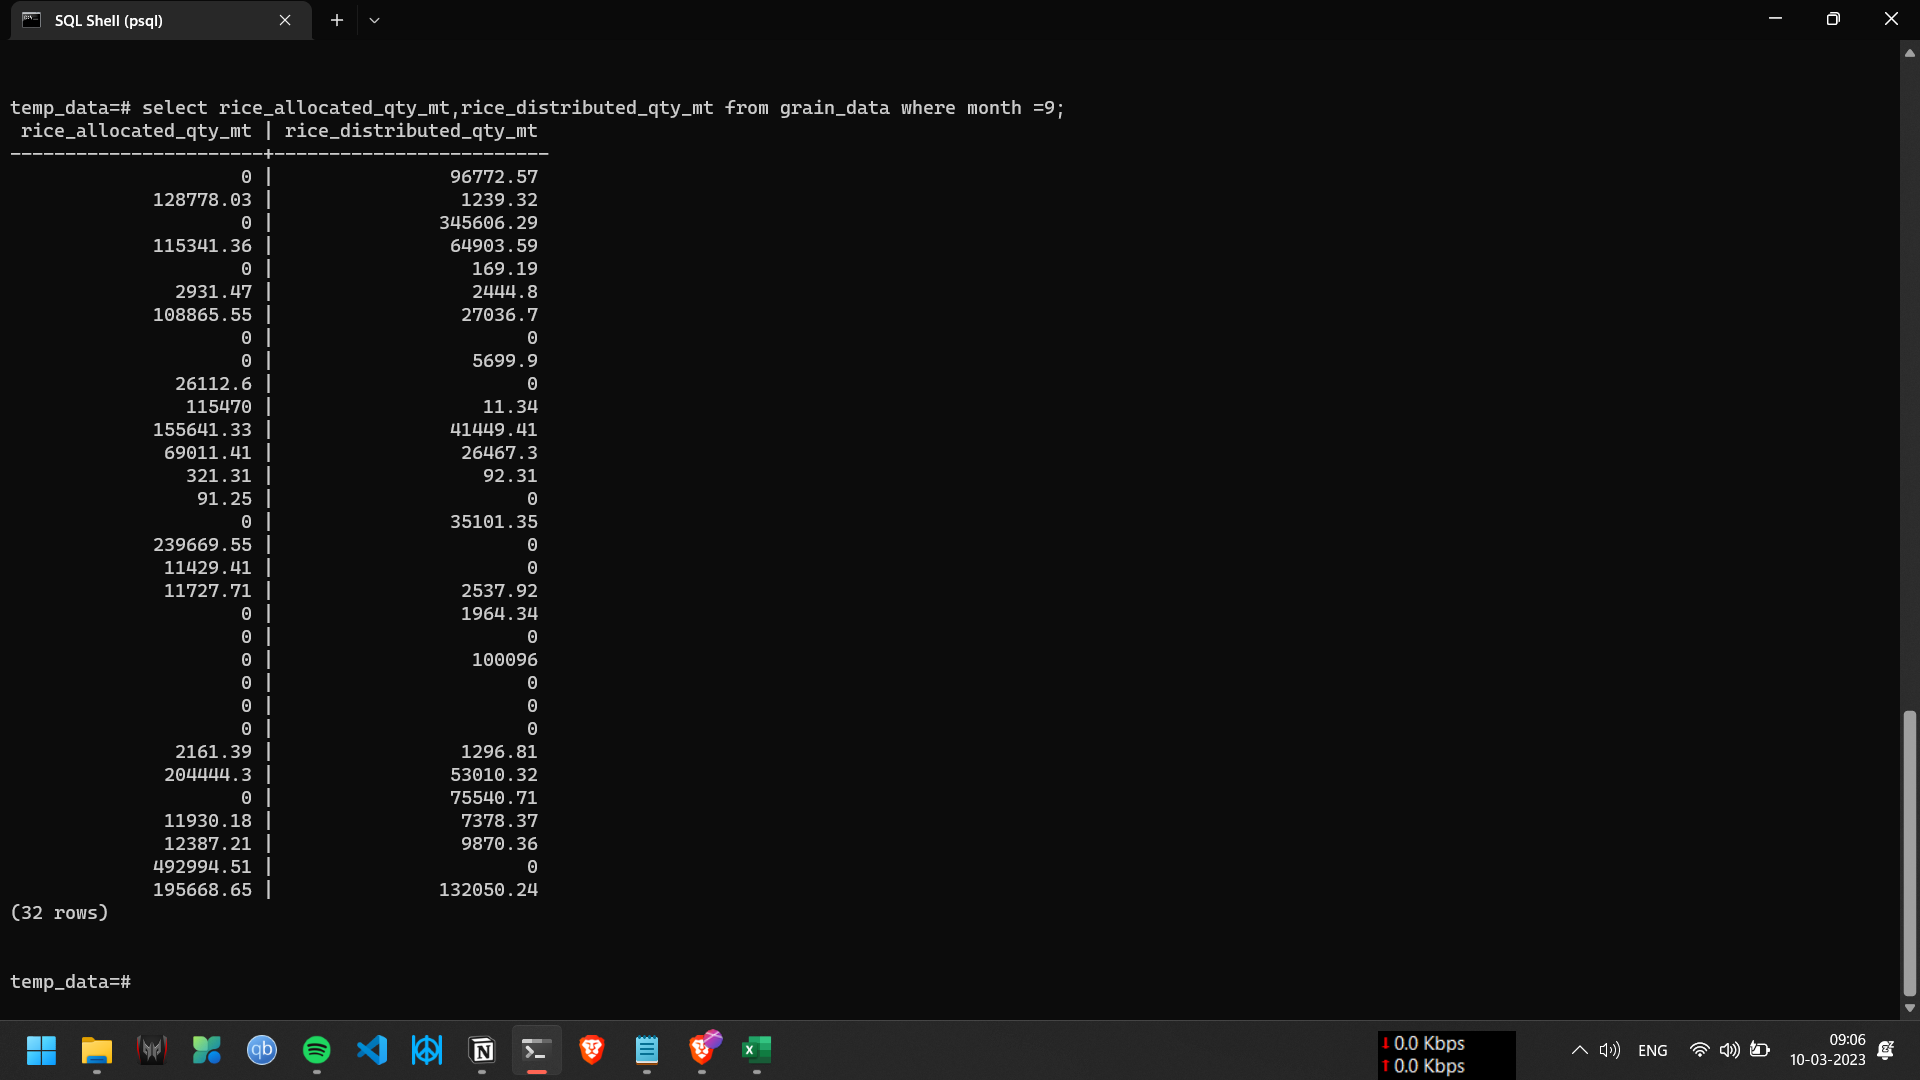 SQL Shell (psql)
temp_data=# select rice_allocated_qty_mt,rice_distributed_qty_mt from grain_data where month =9;
 rice_allocated_qty_mt | rice_distributed_qty_mt
-----------------------+-------------------------
0 | 96772.57
128778.03 | 1239.32
0 | 345606.29
115341.36 | 64903.59
0 | 169.19
2931.47 | 2444.8
108865.55 | 27036.7
0 | 0
0 | 5699.9
26112.6 | 0
115470 | 11.34
155641.33 | 41449.41
69011.41 | 26467.3
321.31 | 92.31
91.25 | 0
0 | 35101.35
239669.55 | 0
11429.41 | 0
11727.71 | 2537.92
0 | 1964.34
0 | 0
0 | 100096
0 | 0
0 | 0
0 | 0
2161.39 | 1296.81
204444.3 | 53010.32
0 | 75540.71
11930.18 | 7378.37
12387.21 | 9870.36
492994.51 | 0
195668.65 | 132050.24
(32 rows)
temp_data=#
qb
0.0 Kbps
0.0 Kbps
ENG
09:06
10-03-2023